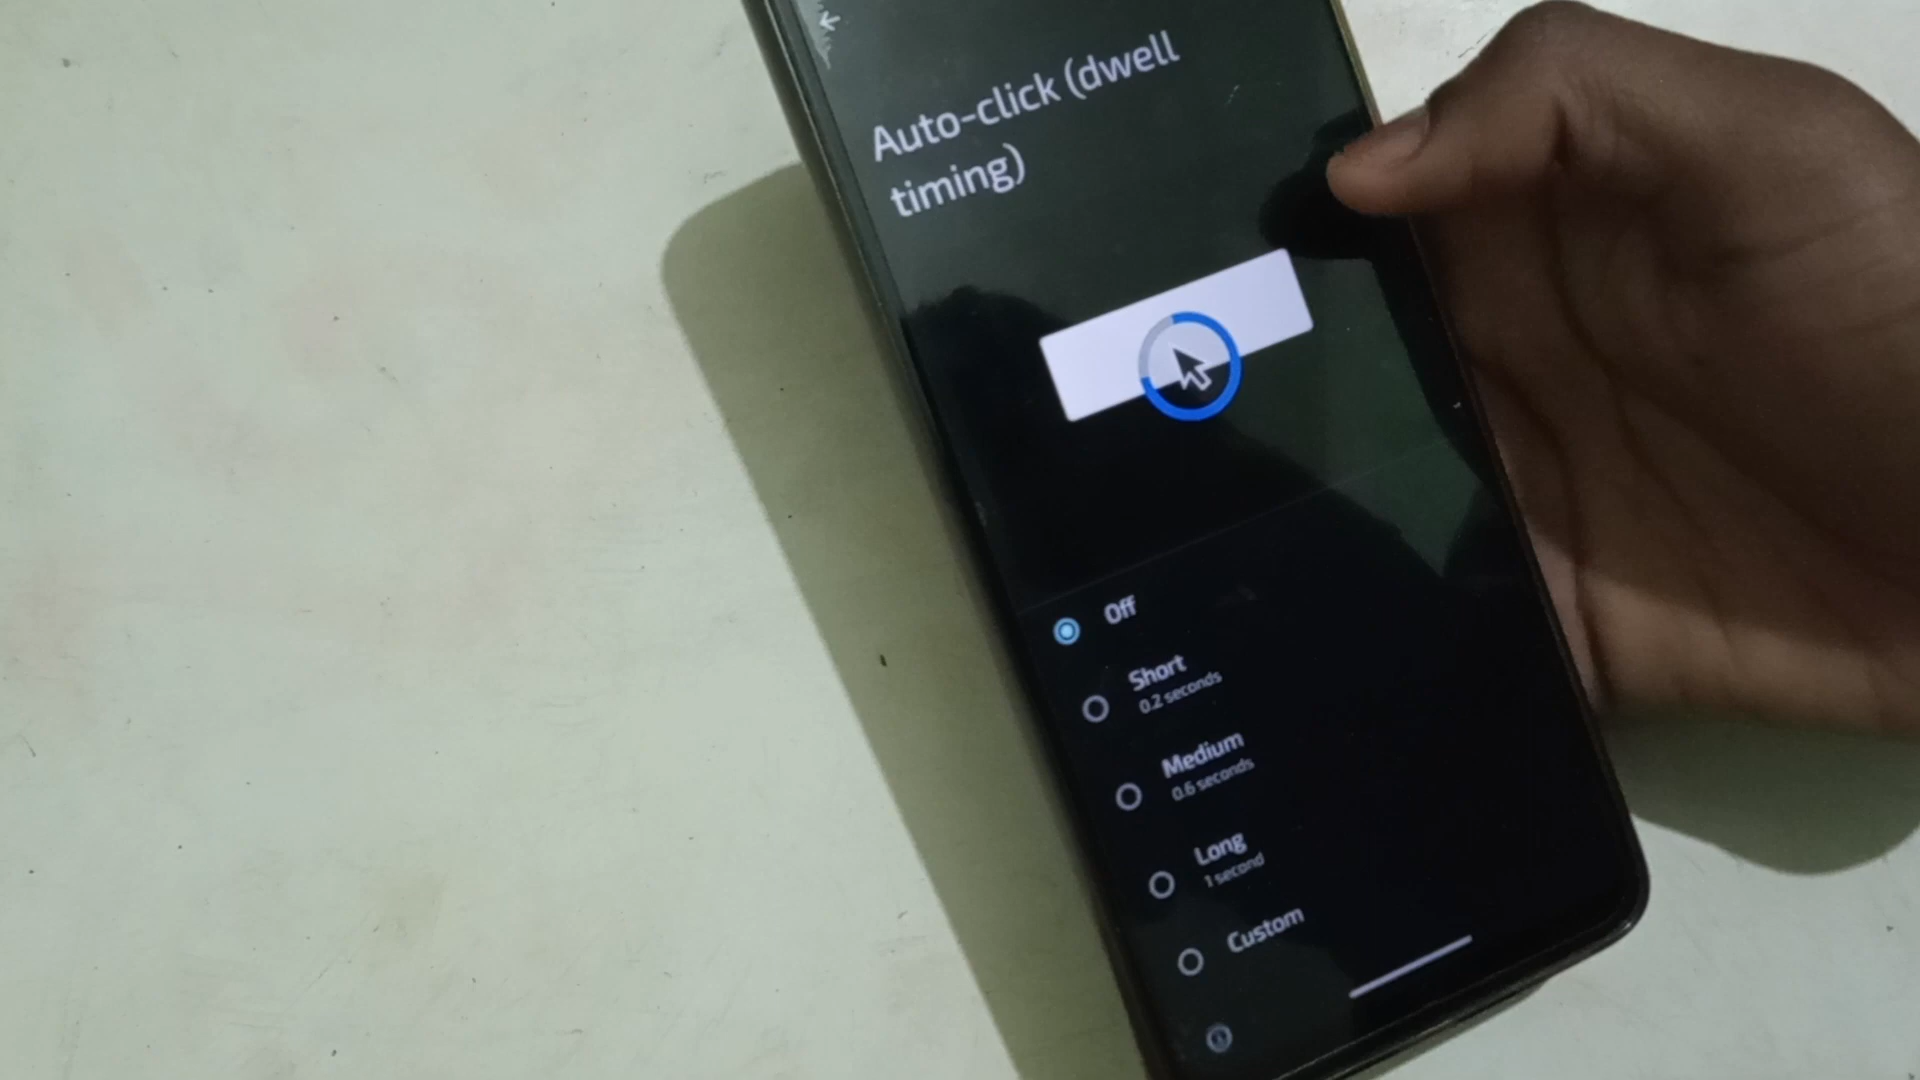 Auto-click (dwell
timing)
Off
Short
0.2 seconds
Medium
0.6 seconds
Long
1 second
Custom